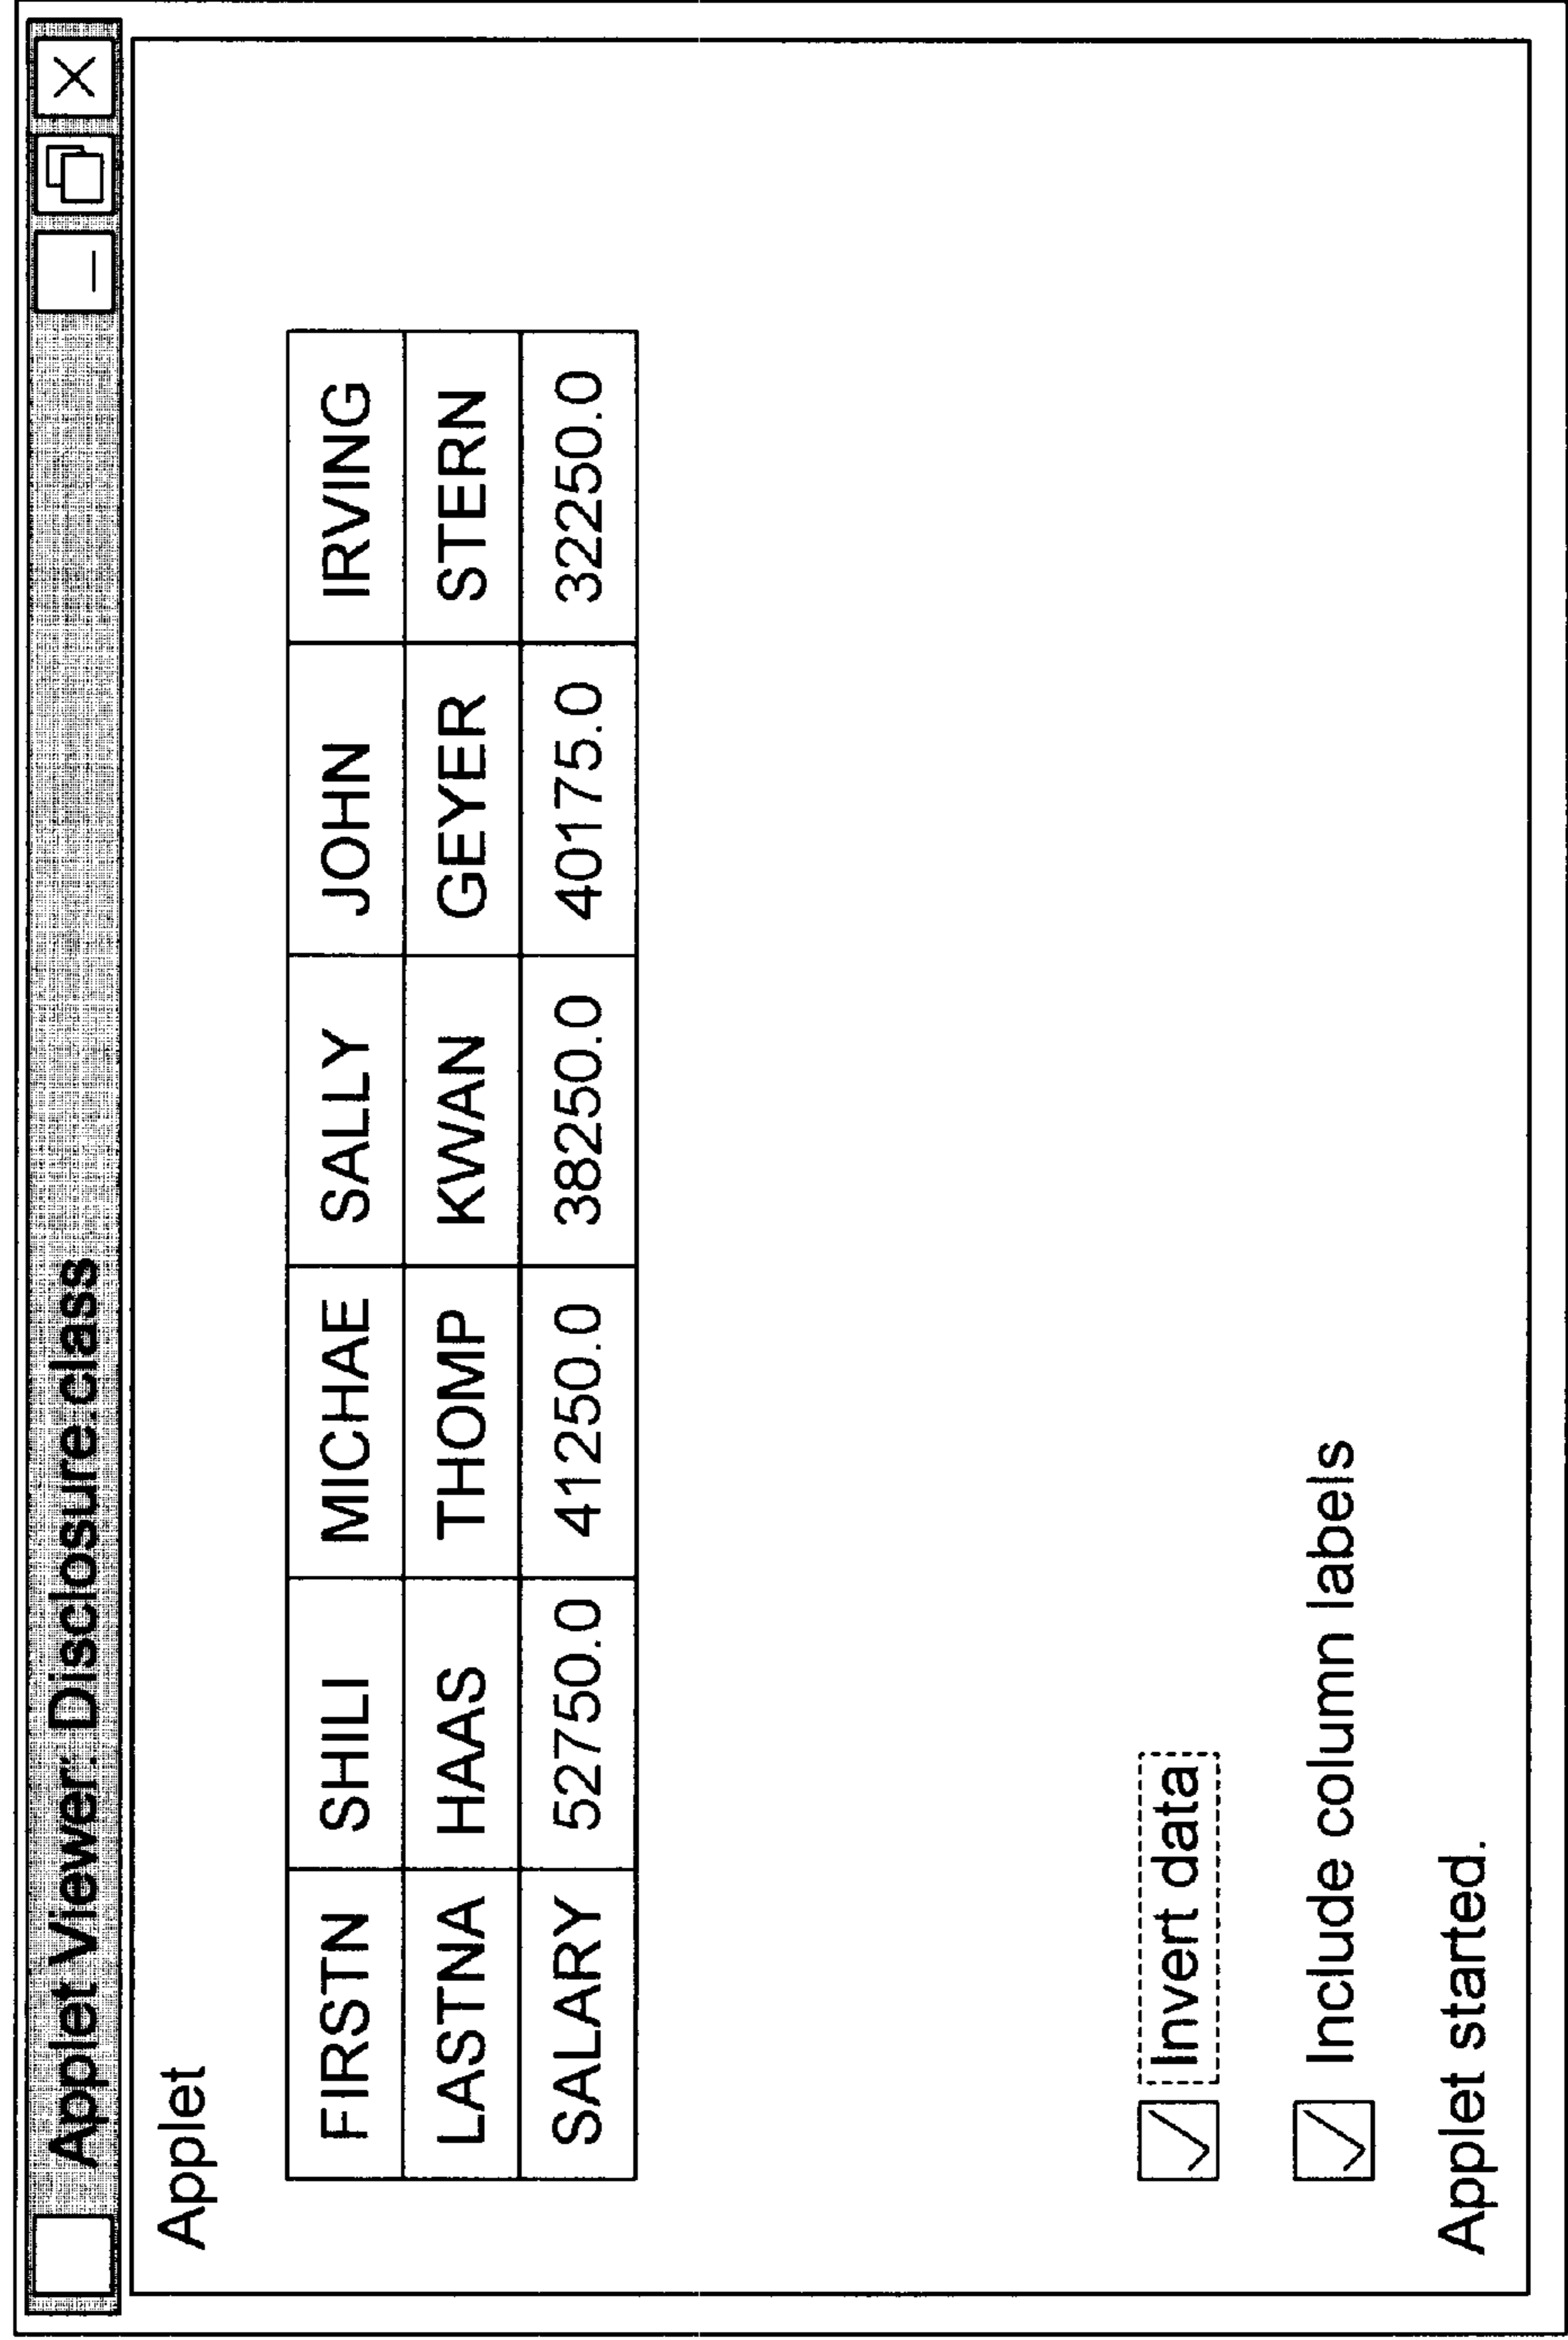 Applet Viewer: Disclosure.class
Applet
FIRSTN SHILI MICHAE SALLY JOHN IRVING
LASTNA HAAS THOMP KWAN GEYER STERN
SALARY 52750.0 41250.0 38250.0 40175.0 32250.0
Invert data
Include column labels
Applet started.